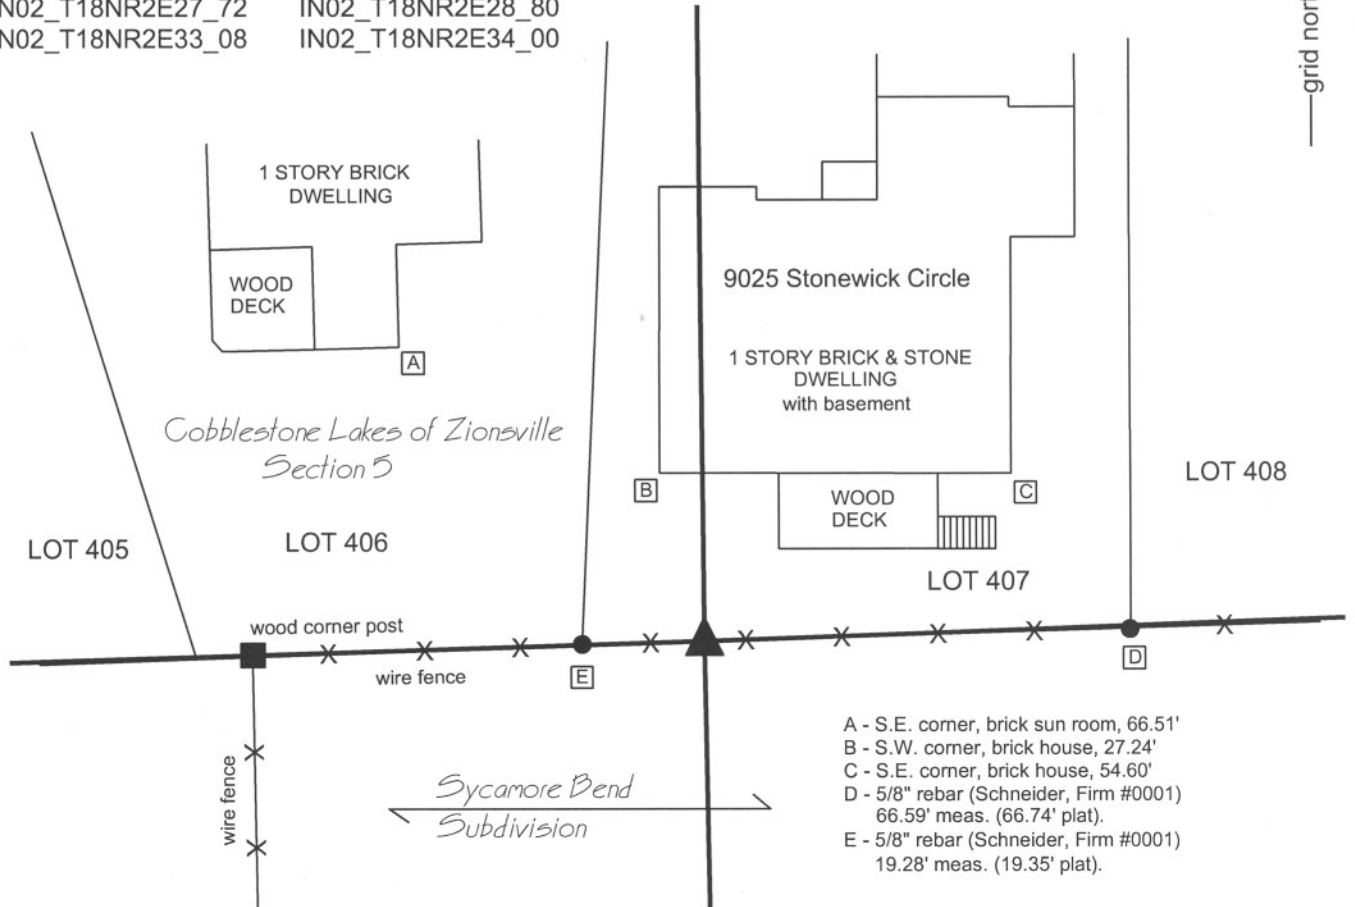 IN02_T18NR2E27_72 IN02_T18NR2E28_80
IN02_T18NR2E33_08 IN02_T18NR2E34_00
grid nor
1 STORY BRICK
DWELLING
WOOD
DECK
A
9025 Stonewick Circle
1 STORY BRICK & STONE
DWELLING
with basement
Cobblestone Lakes of Zionsville
Section 5
B
WOOD
DECK
C
LOT 408
LOT 405
LOT 406
LOT 407
wood corner post
wire fence
E
D
wire fence
Sycamore Bend
Subdivision
A - S.E. corner, brick sun room, 66.51'
B - S.W. corner, brick house, 27.24'
C - S.E. corner, brick house, 54.60'
D - 5/8" rebar (Schneider, Firm #0001)
66.59' meas. (66.74' plat).
E - 5/8" rebar (Schneider, Firm #0001)
19.28' meas. (19.35' plat).